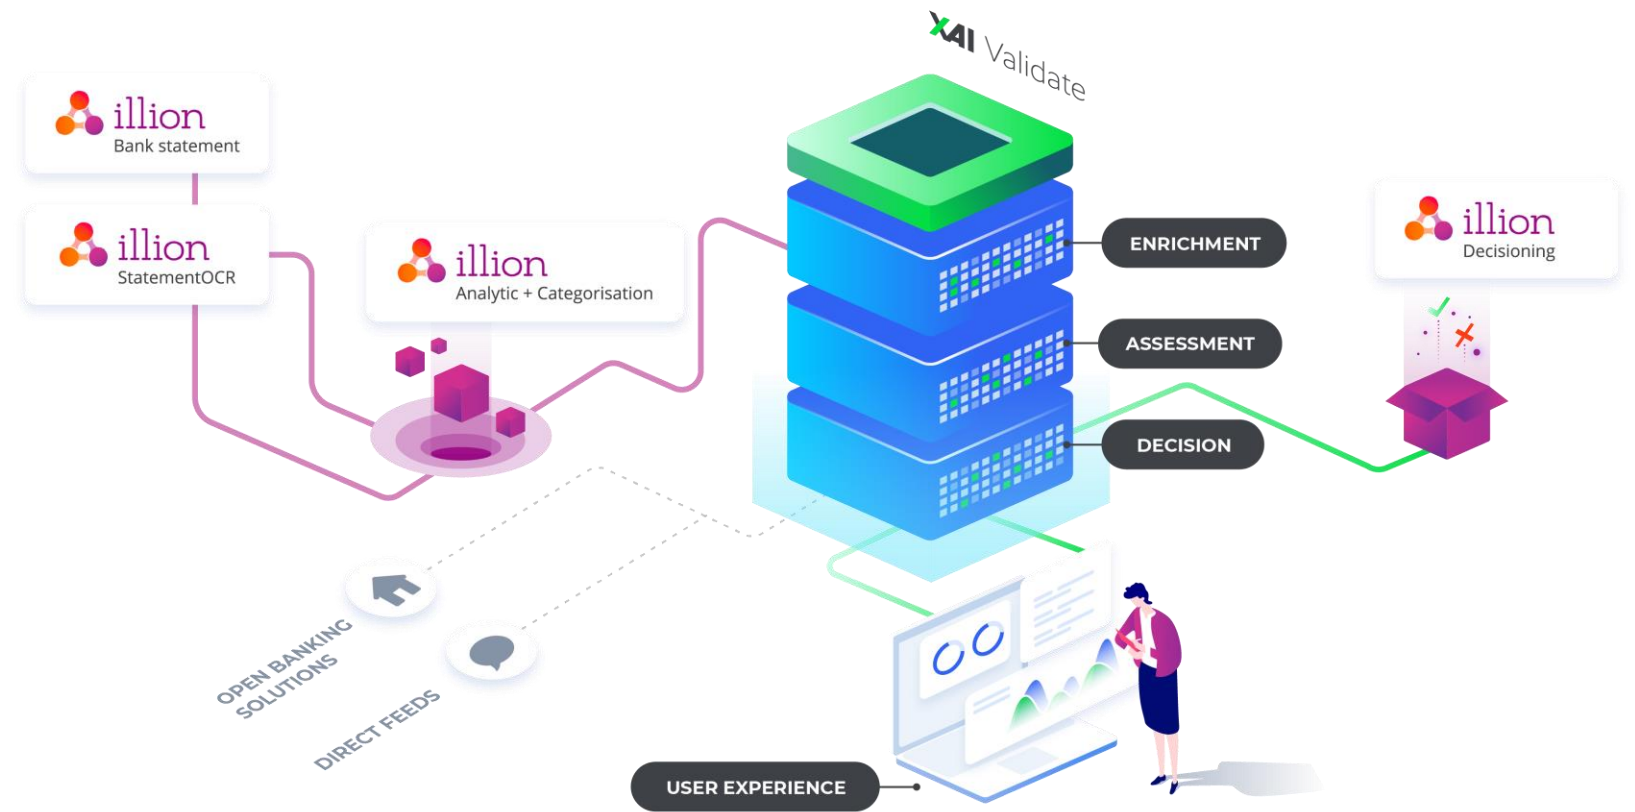 XAI Validate
illion
Bank statement
illion
StatementOCR
illion
Analytic + Categorisation
ENRICHMENT
ASSESSMENT
DECISION
illion
Decisioning
OPEN BANKING
SOLUTIONS
DIRECT FEEDS
USER EXPERIENCE